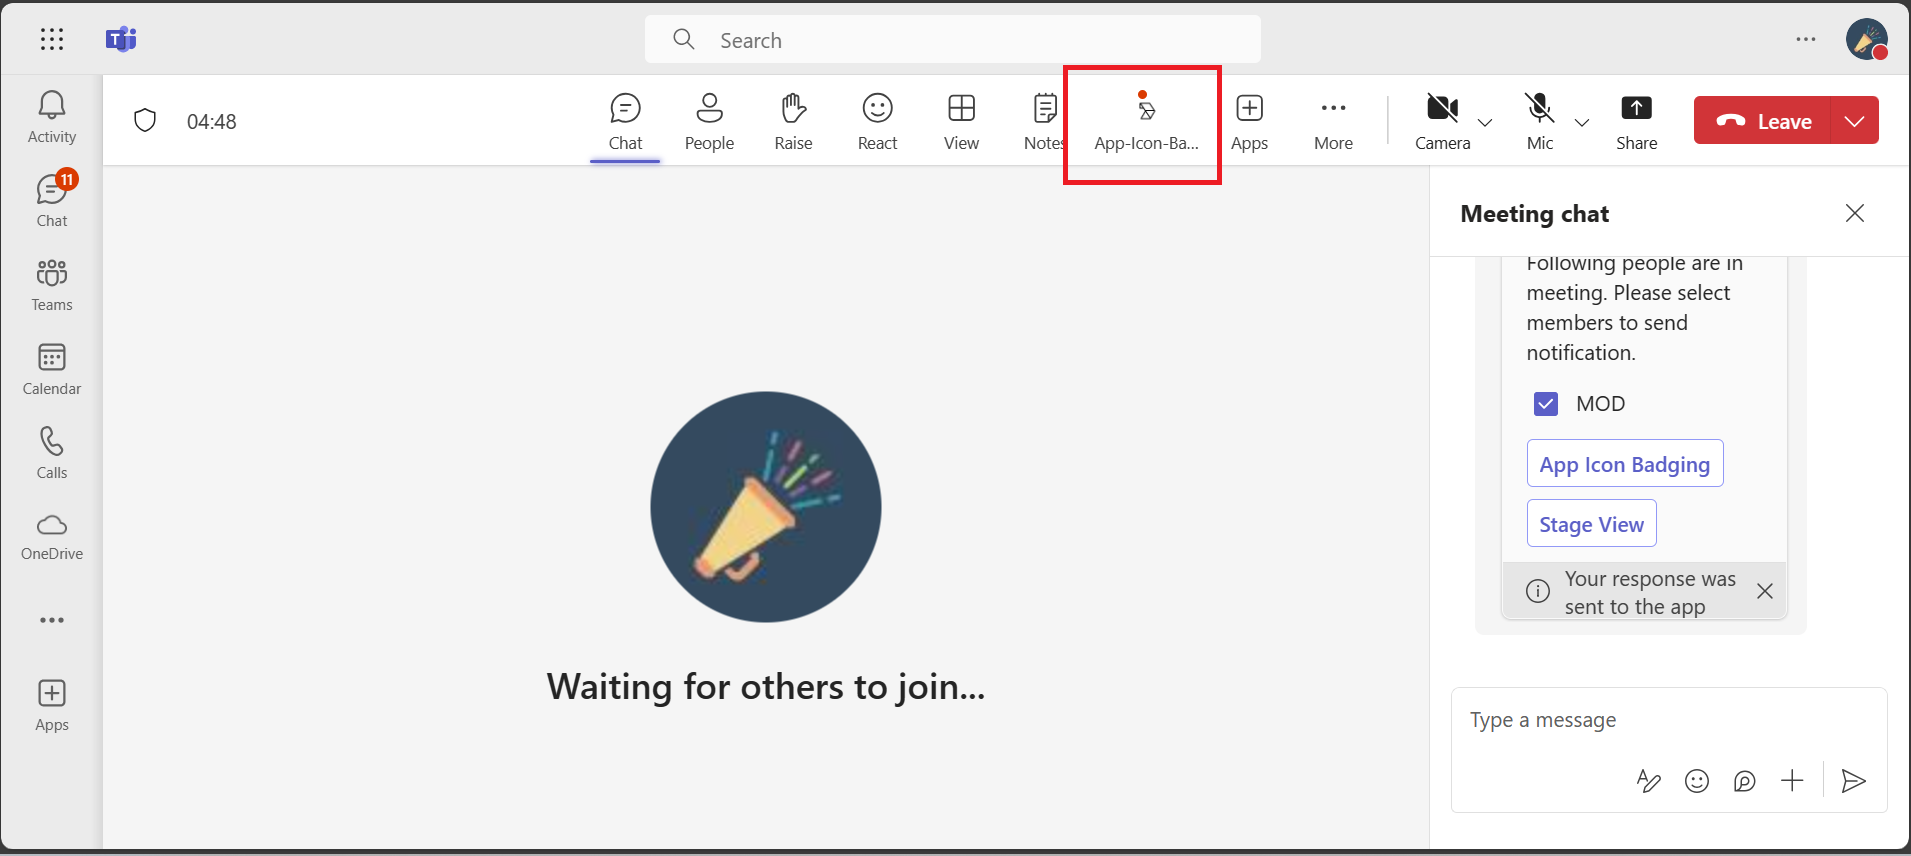 Search
Activity
11
Chat
Teams
Calendar
Calls
OneDrive
Apps
04:48
Chat
People
Raise
React
View
Notes
App-Icon-Ba...
Apps
More
Camera
Mic
Share
Leave
Waiting for others to join...
Meeting chat
Following people are in
meeting. Please select
members to send
notification.
MOD
App Icon Badging
Stage View
Your response was
sent to the app
Type a message